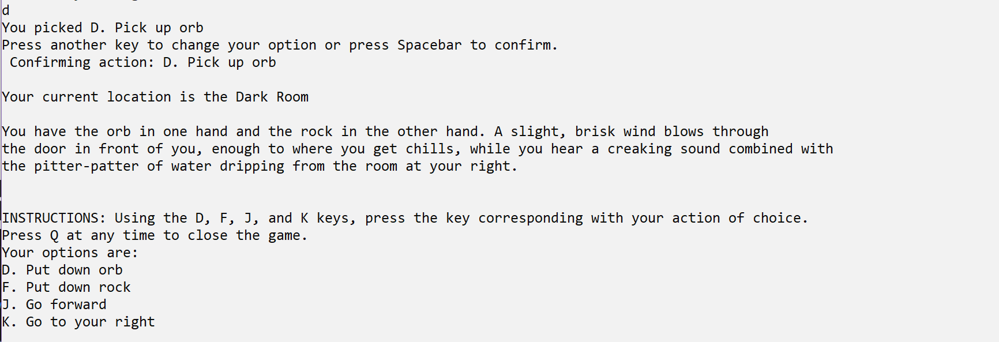 d
You picked D. Pick up orb
Press another key to change your option or press Spacebar to confirm.
Confirming action: D. Pick up orb
Your current location is the Dark Room
You have the orb in one hand and the rock in the other hand. A slight, brisk wind blows through
the door in front of you, enough to where you get chills, while you hear a creaking sound combined with
the pitter-patter of water dripping from the room at your right.
INSTRUCTIONS: Using the D, F, J, and K keys, press the key corresponding with your action of choice.
Press Q at any time to close the game.
Your options are:
D. Put down orb
F. Put down rock
J. Go forward
K. Go to your right